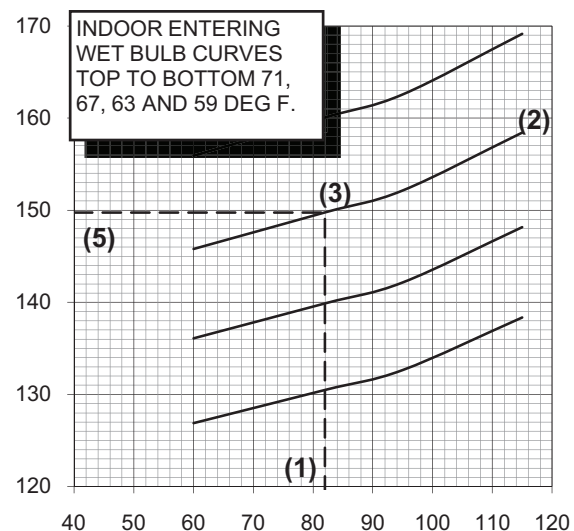 170
INDOOR ENTERING
WET BULB CURVES
TOP TO BOTTOM 71,
67, 63 AND 59 DEG F.
160
(2)
(3)
150
(5)
140
130
(1)
120
40 50 60 70 80 90 100 110 120